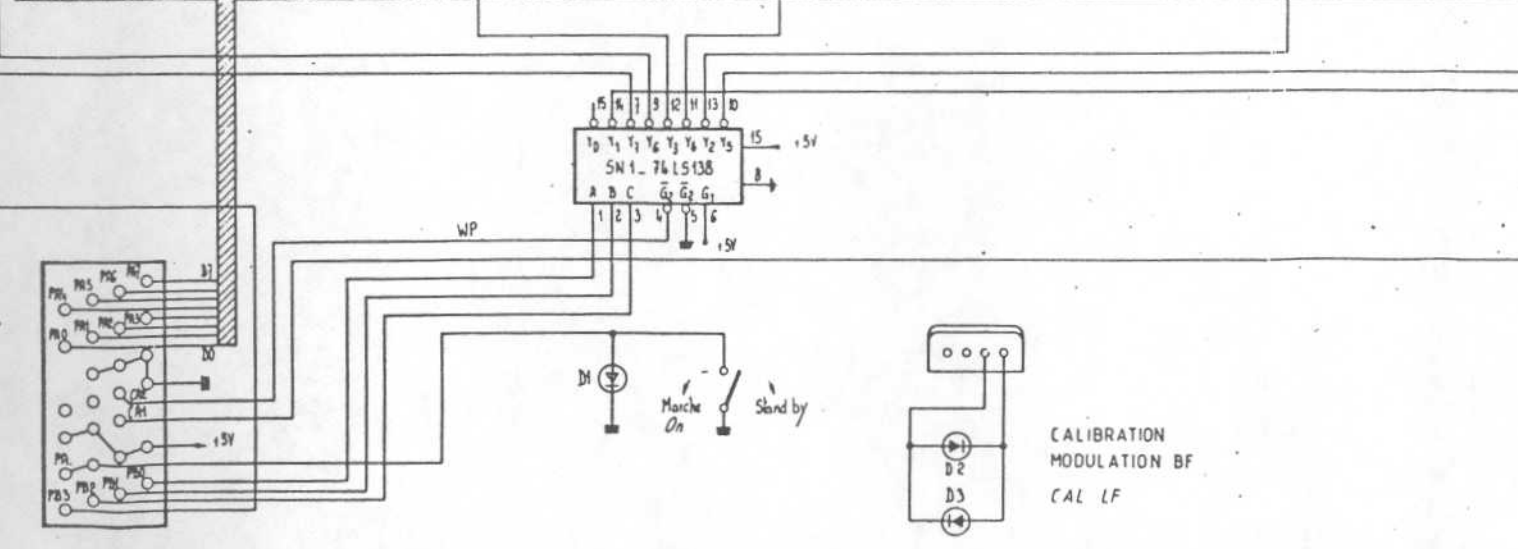 15 14 7 9 12 11 13 10
Y0 Y1 Y7 Y6 Y3 Y4 Y2 Y5
15 +5V
SN1_ 74LS138
8
A B C G2 G2 G1
1 2 3 4 5 6
WP
+5V
PA7
PA6
PA5
PA4
D7
PA3
PA2
PA1
PA0
D0
CA2
CA1
+5V
PA
PB0
PB1
PB2
PB3
D1
Marche
On
Stand by
D2
D3
CALIBRATION
MODULATION BF
CAL LF